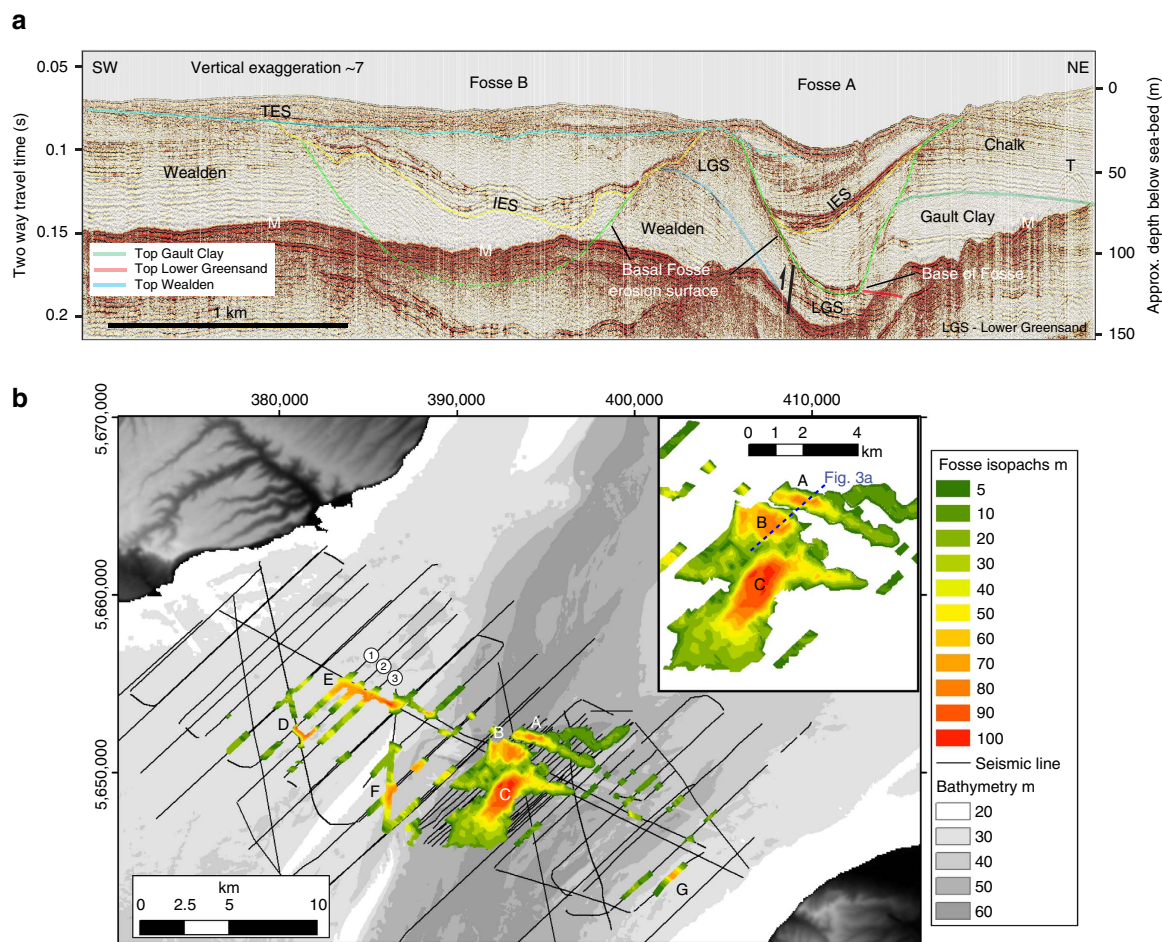 a
0.05
SW
Vertical exaggeration ~7
Fosse B
Fosse A
NE
0
TES
0.1
Wealden
IES
LGS
IES
Chalk
T
50
Gault Clay
0.15
M
M
Wealden
M
100
Top Gault Clay
Top Lower Greensand
Top Wealden
Basal Fosse
erosion surface
Base of Fosse
LGS
0.2
1 km
LGS - Lower Greensand
150
Two way travel time (s)
Approx. depth below sea-bed (m)
b
380,000
390,000
400,000
410,000
5,670,000
5,660,000
5,650,000
0 1 2 4
km
A
Fig. 3a
B
C
1
2
3
E
D
F
A
B
C
G
km
0 2.5 5 10
Fosse isopachs m
5
10
20
30
40
50
60
70
80
90
100
Seismic line
Bathymetry m
20
30
40
50
60